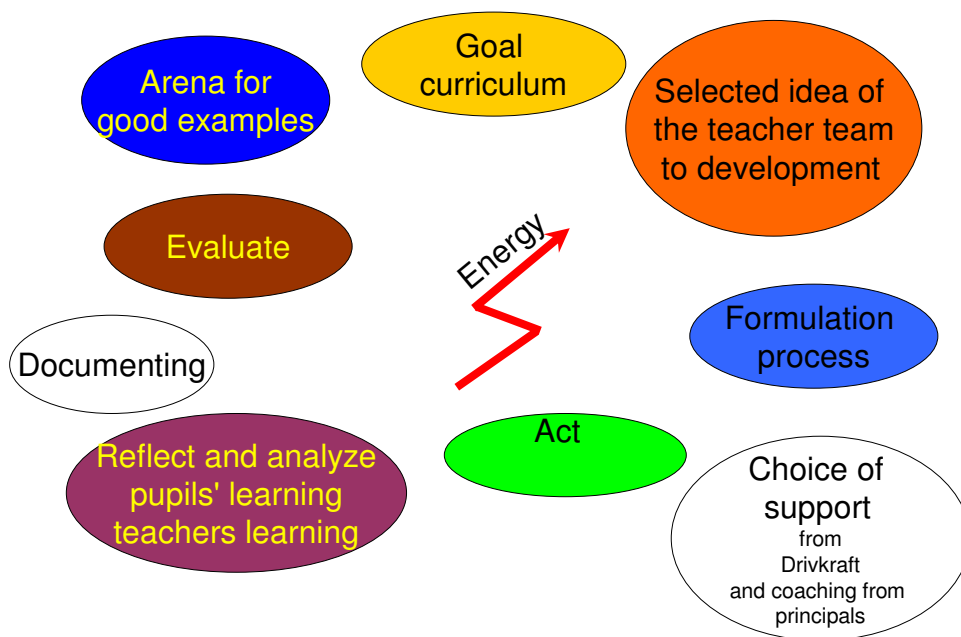 Goal
curriculum
Selected idea of
the teacher team
to development
Formulation
process
Choice of
support
from
Drivkraft
and coaching from
principals
Act
Reflect and analyze
pupils' learning
teachers learning
Documenting
Evaluate
Arena for
good examples
Energy